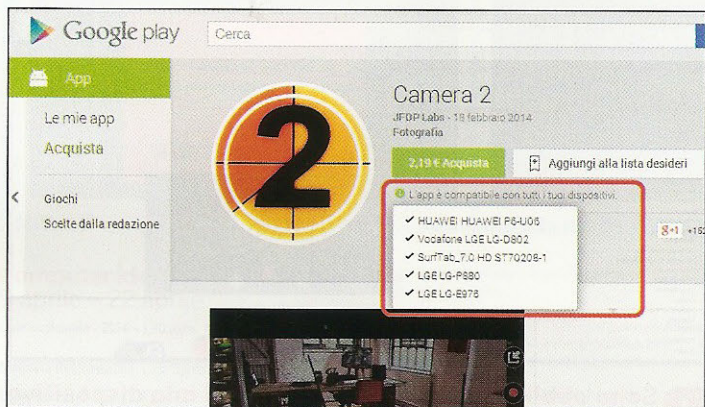 Google play
Cerca
App
Le mie app
Acquista
Giochi
Scelte dalla redazione
2
Camera 2
JFDP Labs - 18 febbraio 2014
Fotografia
2,19 € Acquista
Aggiungi alla lista desideri
L'app è compatibile con tutti i tuoi dispositivi.
HUAWEI HUAWEI P6-U06
Vodafone LGE LG-D802
SurfTab_7.0 HD ST70208-1
LGE LG-P880
LGE LG-E975
g+1